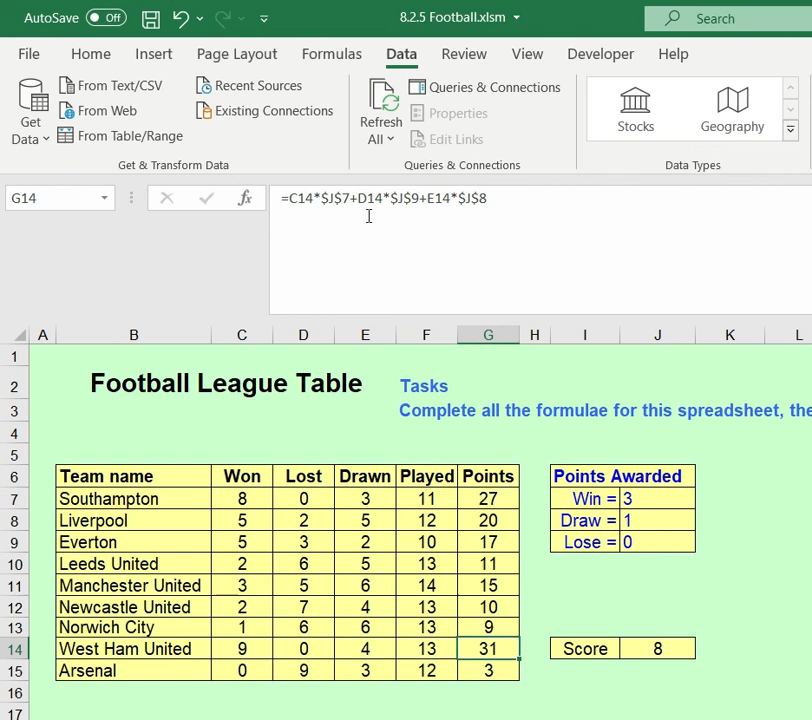 AutoSave Off 8.2.5 Football.xlsm Search
File Home Insert Page Layout Formulas Data Review View Developer Help
Get Data
From Text/CSV
From Web
From Table/Range
Recent Sources
Existing Connections
Get & Transform Data
Refresh All
Queries & Connections
Properties
Edit Links
Queries & Connections
Stocks Geography
Data Types
G14 fx =C14*$J$7+D14*$J$9+E14*$J$8
A B C D E F G H I J K L
1
2 Football League Table Tasks
3 Complete all the formulae for this spreadsheet, the
4
5
6 Team name Won Lost Drawn Played Points Points Awarded
7 Southampton 8 0 3 11 27 Win = 3
8 Liverpool 5 2 5 12 20 Draw = 1
9 Everton 5 3 2 10 17 Lose = 0
10 Leeds United 2 6 5 13 11
11 Manchester United 3 5 6 14 15
12 Newcastle United 2 7 4 13 10
13 Norwich City 1 6 6 13 9
14 West Ham United 9 0 4 13 31 Score 8
15 Arsenal 0 9 3 12 3
16
17